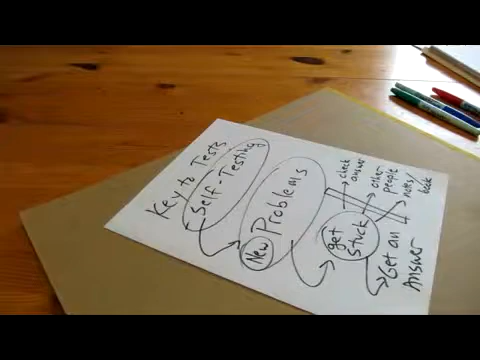 Key to Tests
Self-Testing
New Problems
get
stuck
check
answer
other
people
notes/
book
Get an
Answer